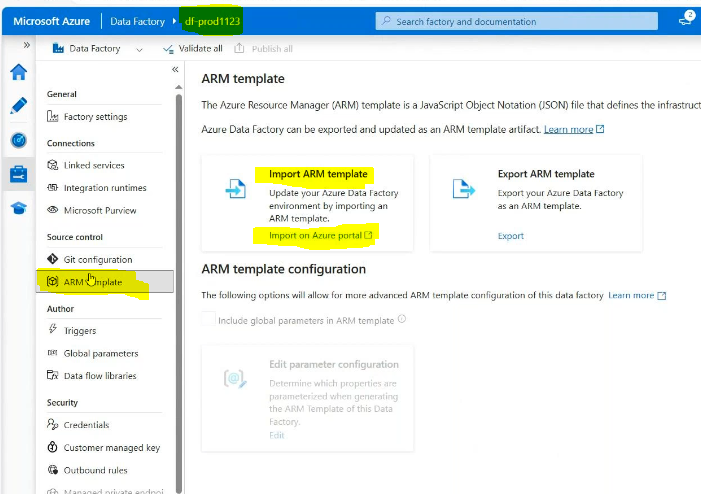 Microsoft Azure
Data Factory
df-prod1123
Search factory and documentation
2
Data Factory
Validate all
Publish all
General
Factory settings
Connections
Linked services
Integration runtimes
Microsoft Purview
Source control
Git configuration
ARM template
Author
Triggers
Global parameters
Data flow libraries
Security
Credentials
Customer managed key
Outbound rules
Managed private endpoi
ARM template
The Azure Resource Manager (ARM) template is a JavaScript Object Notation (JSON) file that defines the infrastruct
Azure Data Factory can be exported and updated as an ARM template artifact. Learn more
Import ARM template
Update your Azure Data Factory
environment by importing an
ARM template.
Import on Azure portal
Export ARM template
Export your Azure Data Factory
as an ARM template.
Export
ARM template configuration
The following options will allow for more advanced ARM template configuration of this data factory Learn more
Include global parameters in ARM template
Edit parameter configuration
Determine which properties are
parameterized when generating
the ARM Template of this Data
Factory.
Edit